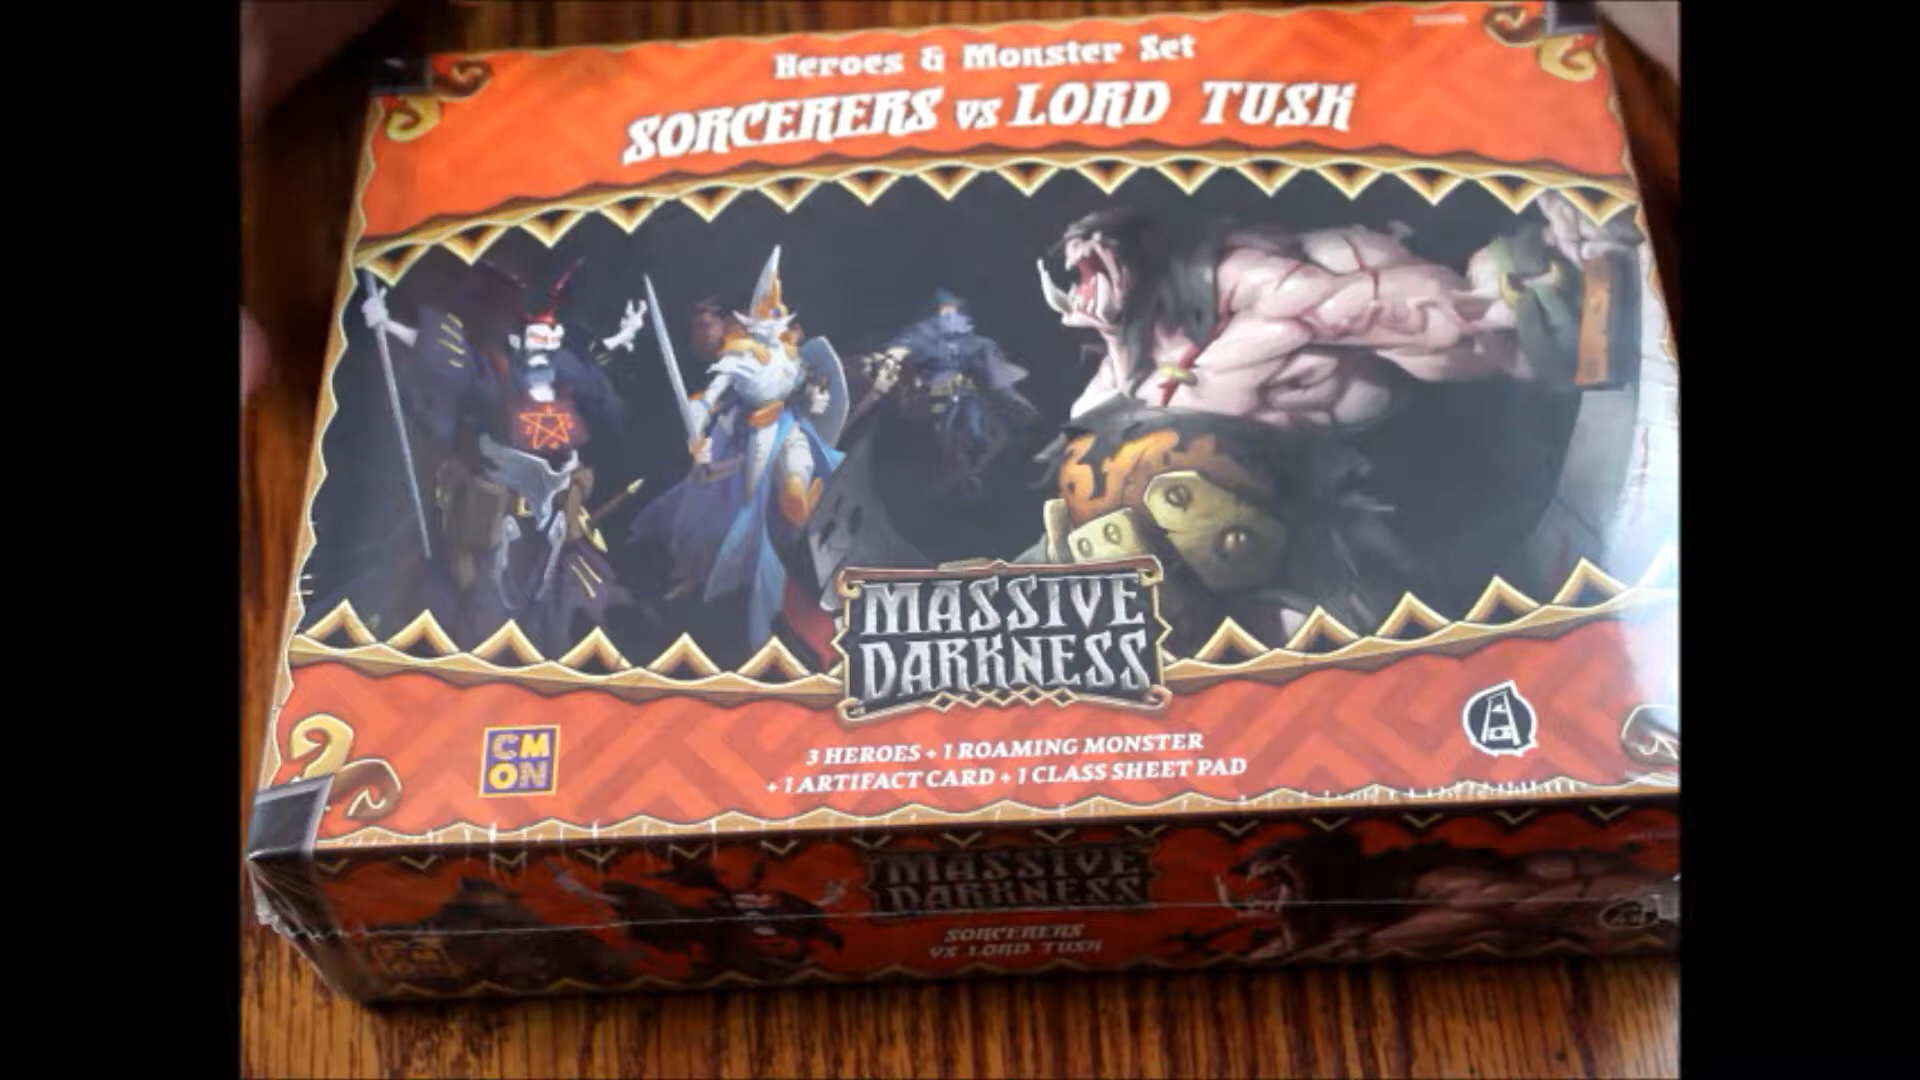 Heroes & Monster Set
SORCERERS vs LORD TUSK
MASSIVE
DARKNESS
CM
ON
3 HEROES + 1 ROAMING MONSTER
+ 1 ARTIFACT CARD + 1 CLASS SHEET PAD
MASSIVE
DARKNESS
SORCERERS
VS LORD TUSK